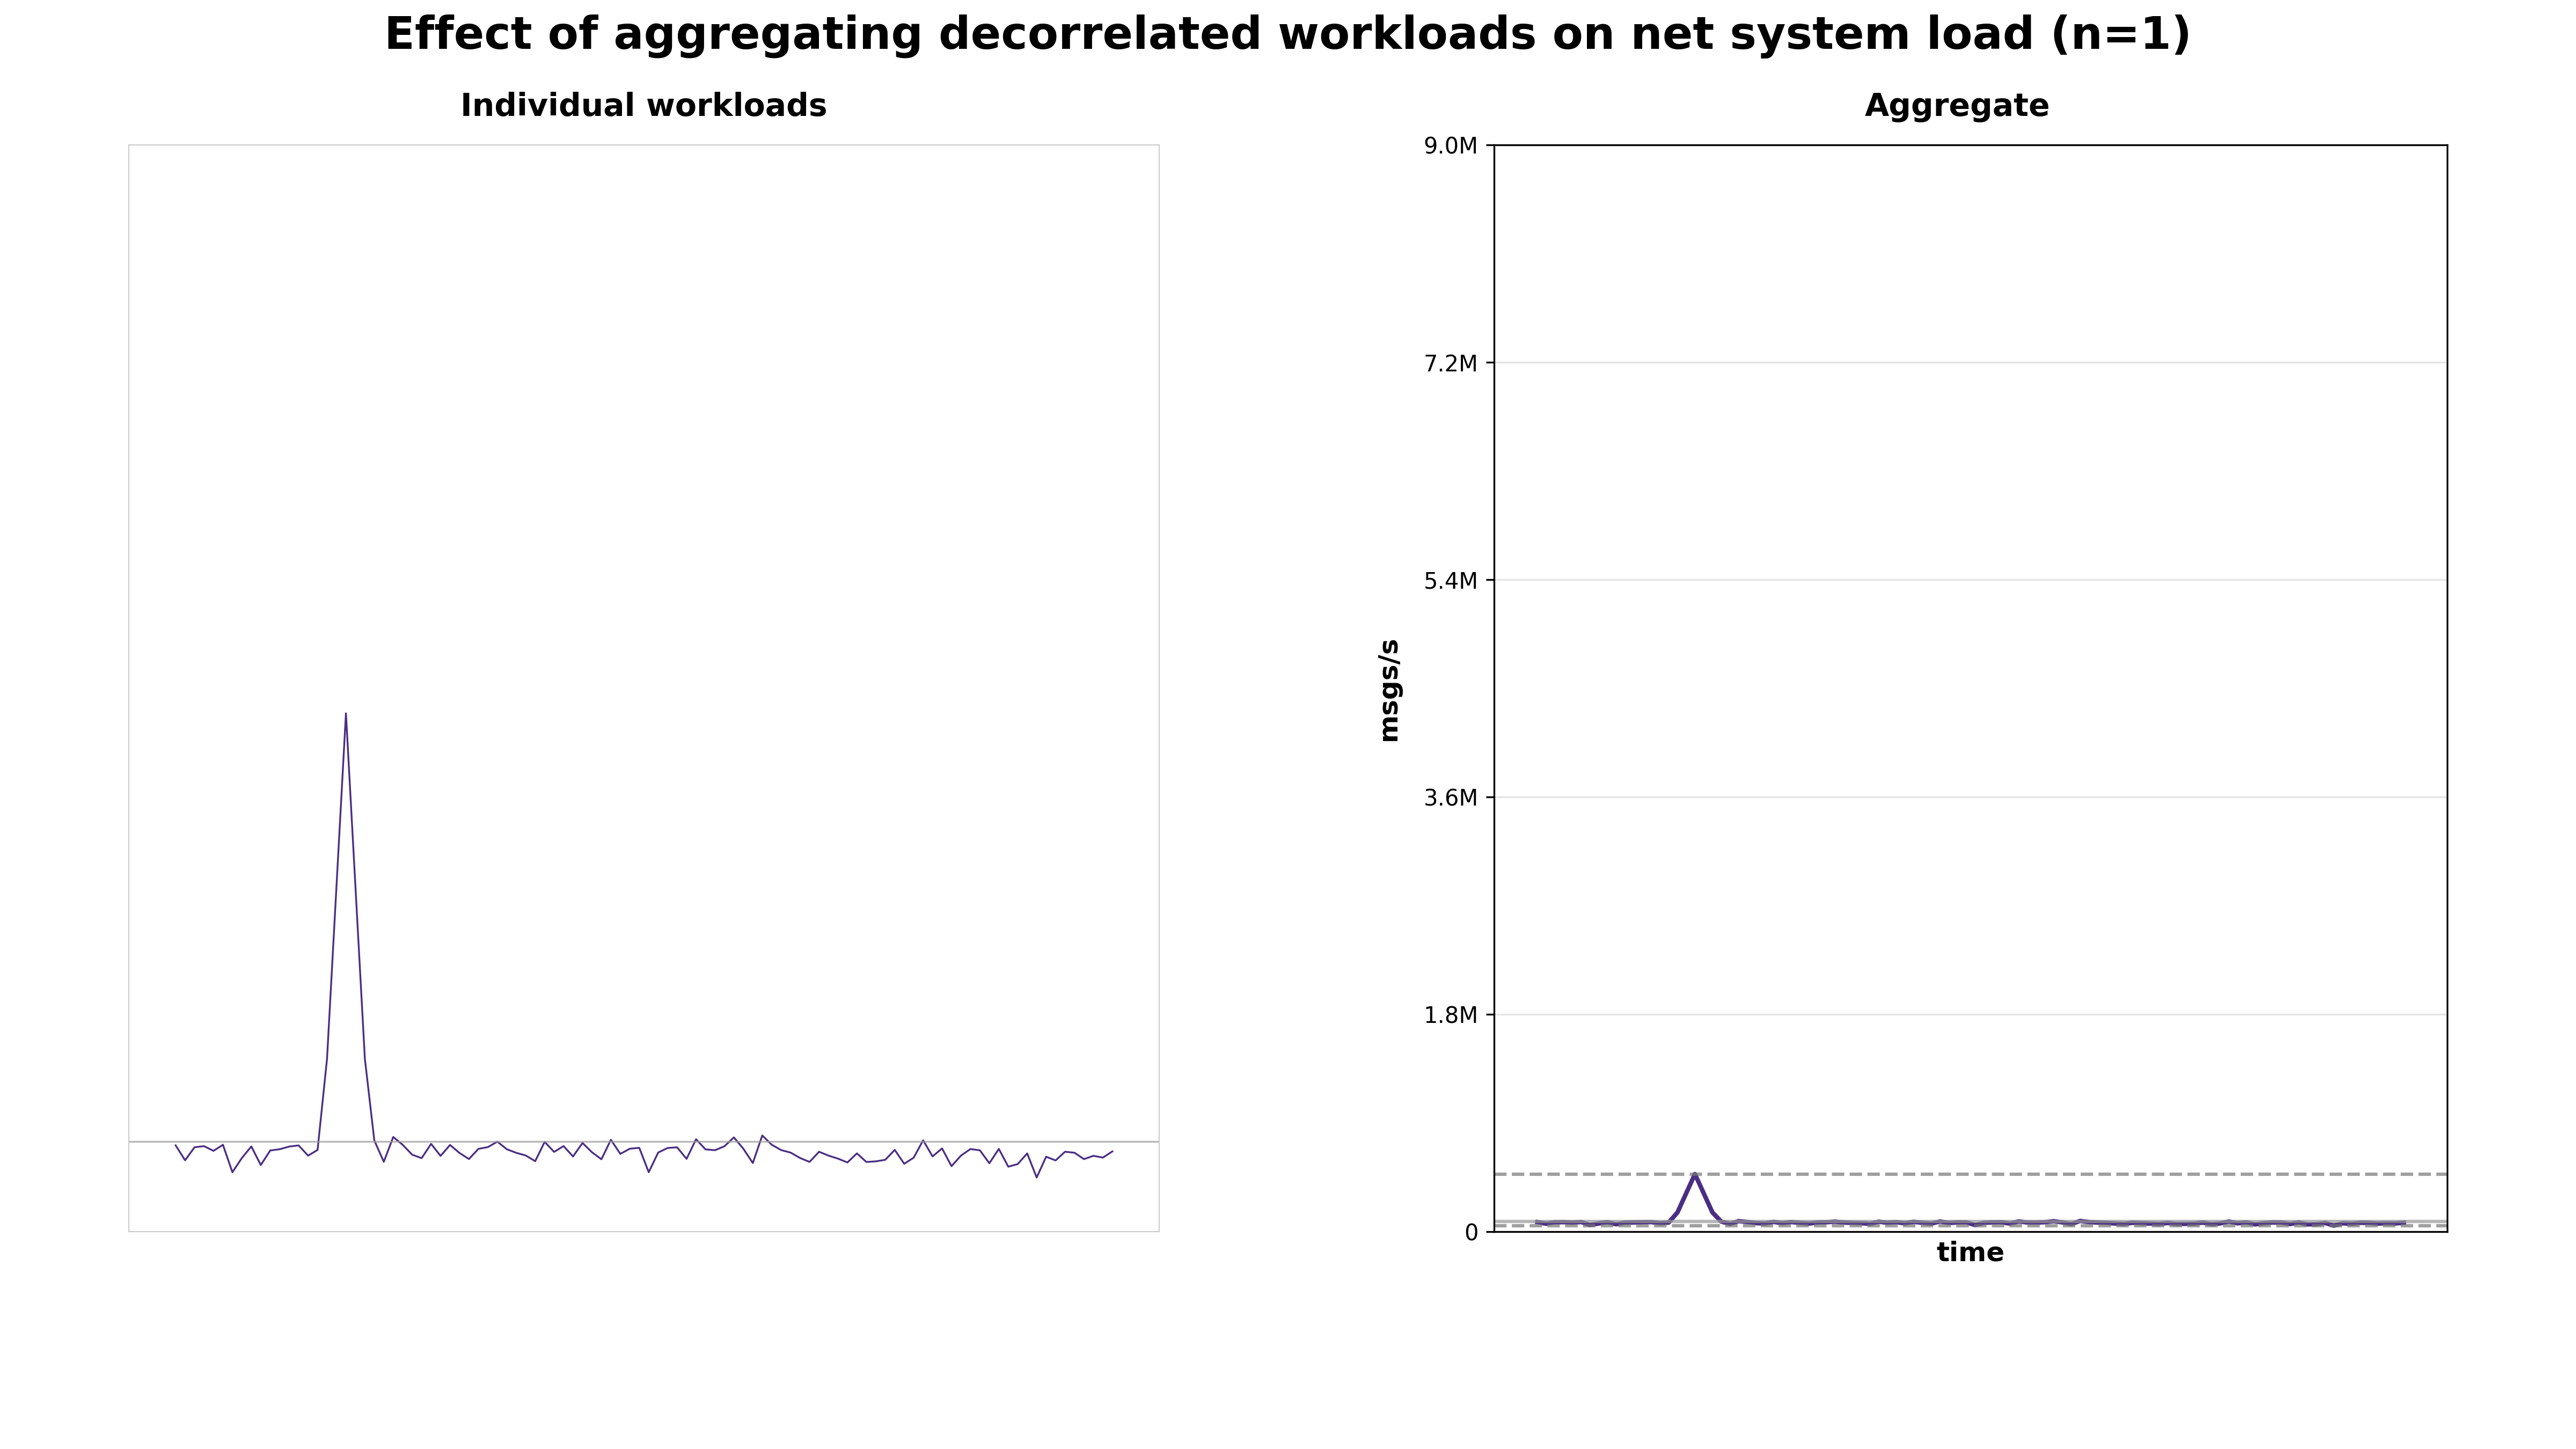 Effect of aggregating decorrelated workloads on net system load (n=1)
Individual workloads
Aggregate
9.0M
7.2M
5.4M
3.6M
1.8M
0
msgs/s
time